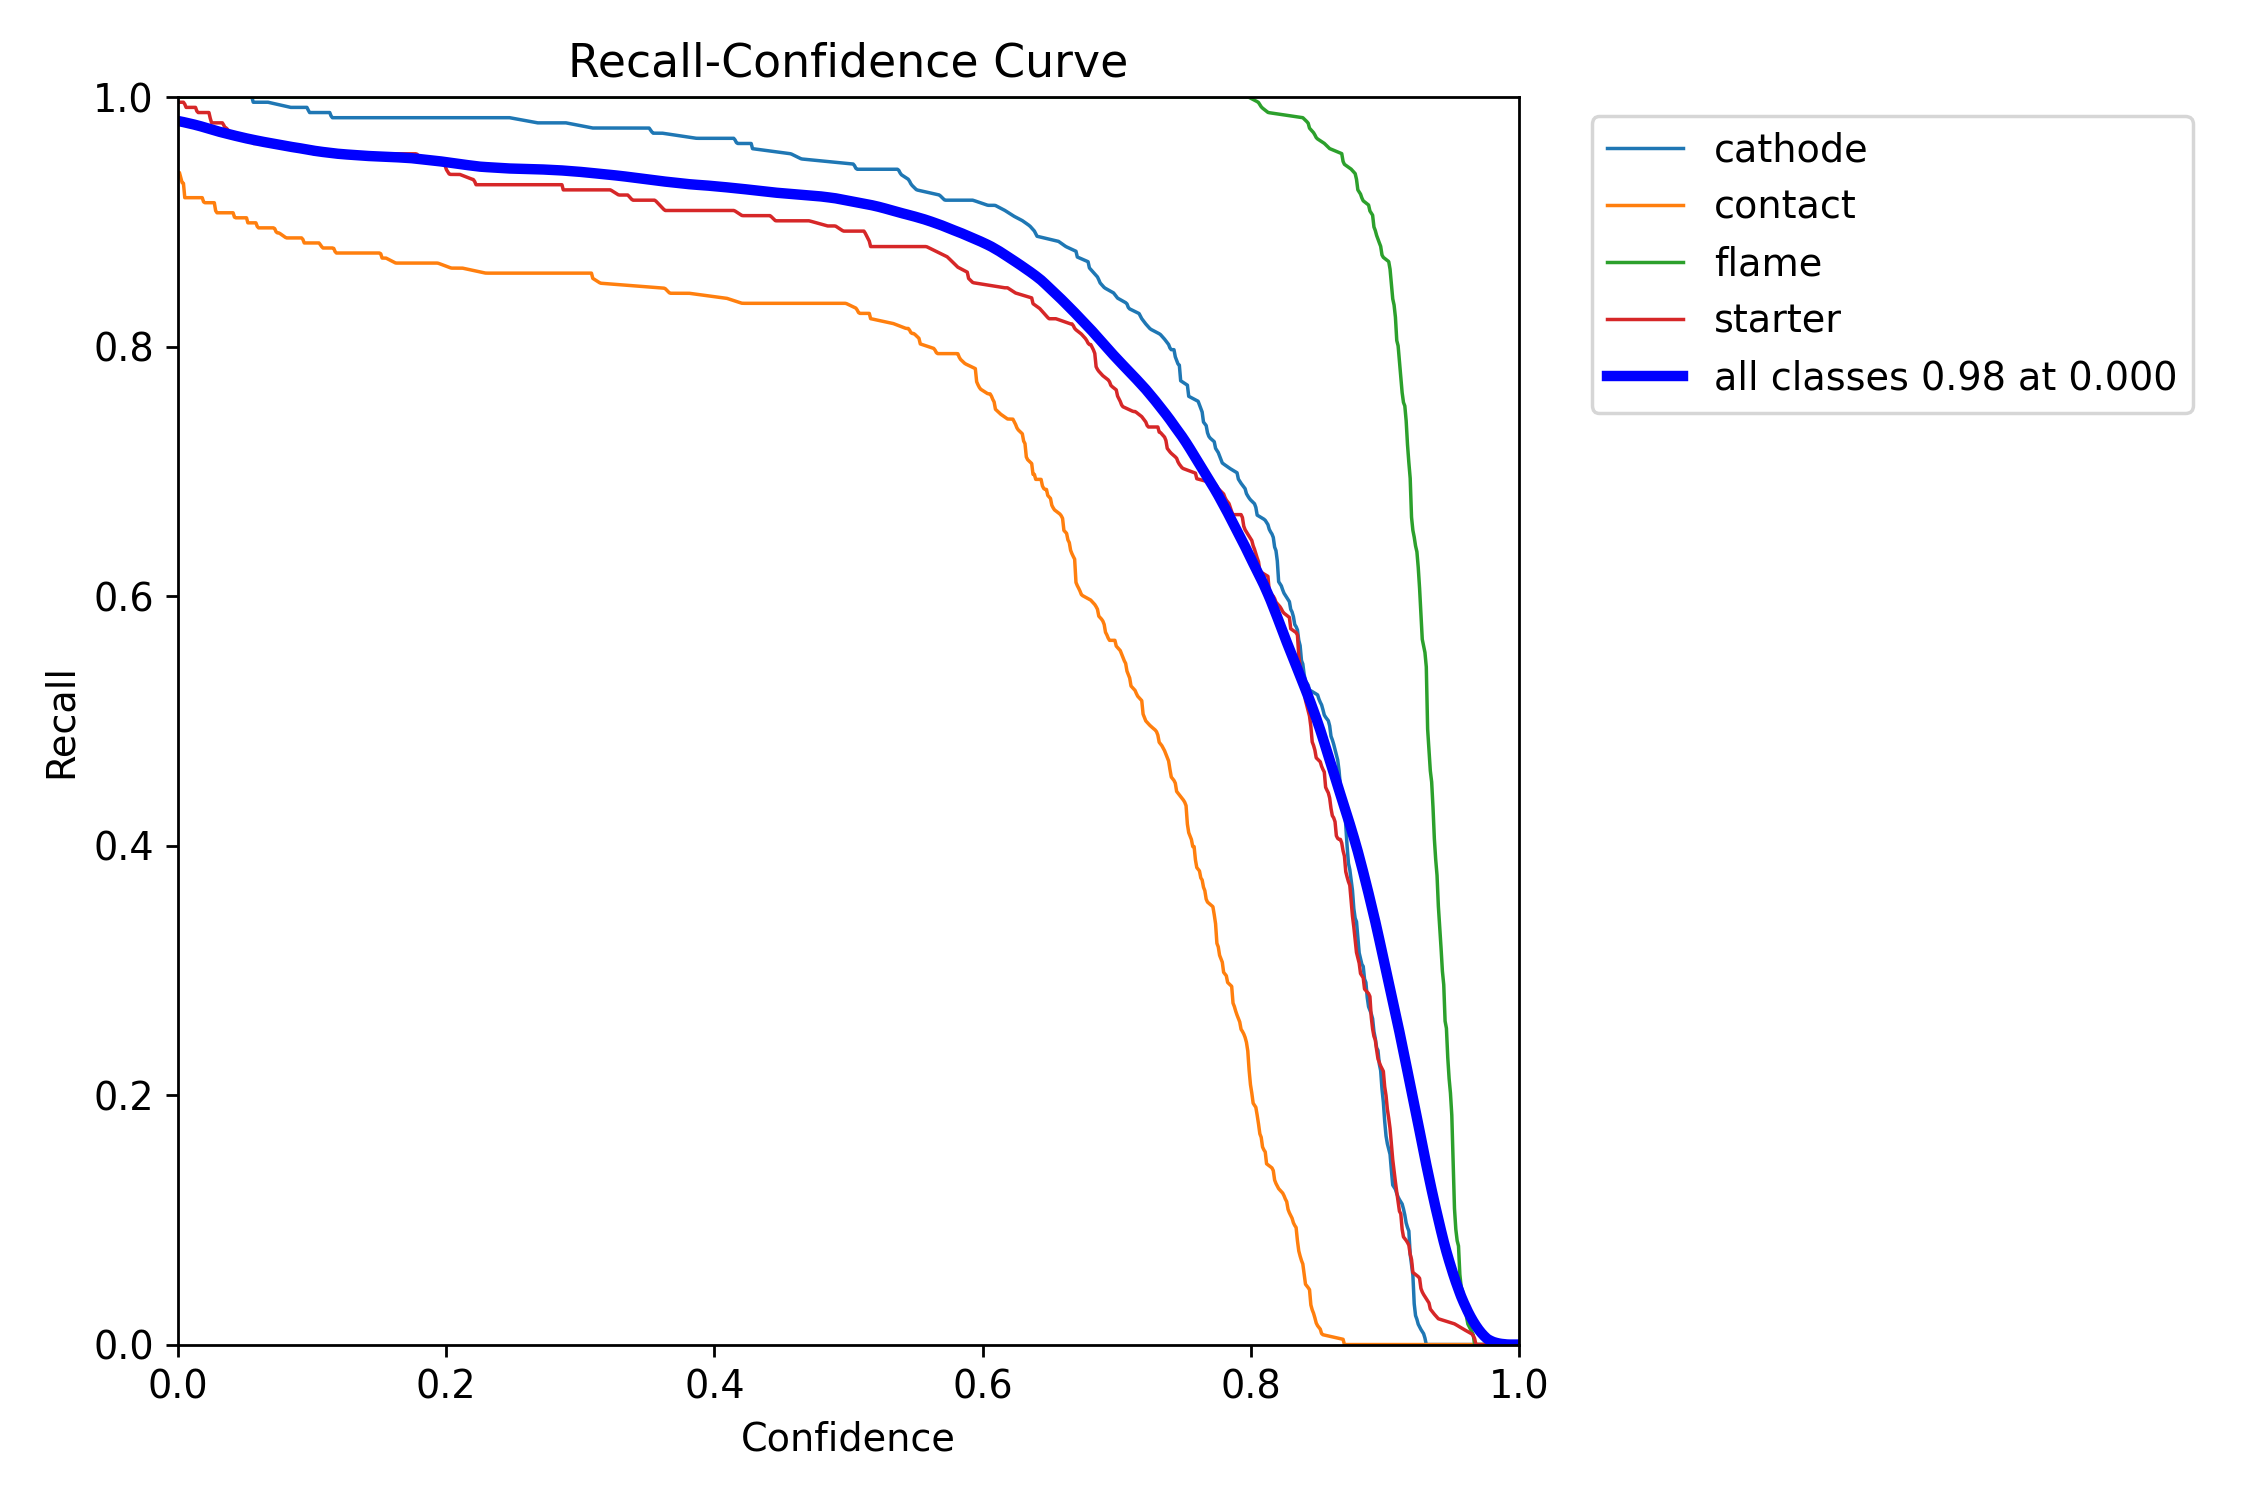 Recall-Confidence Curve
1.0
0.8
0.6
0.4
0.2
0.0
Recall
0.0 0.2 0.4 0.6 0.8 1.0
Confidence
cathode
contact
flame
starter
all classes 0.98 at 0.000